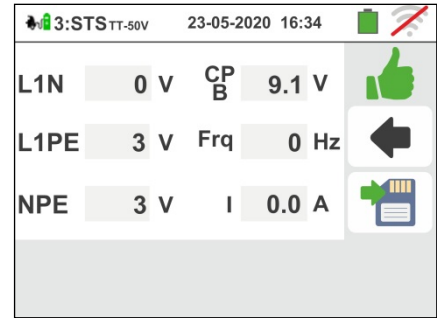 3:STS TT-50V 23-05-2020 16:34
L1N 0 V CP B 9.1 V
L1PE 3 V Frq 0 Hz
NPE 3 V I 0.0 A